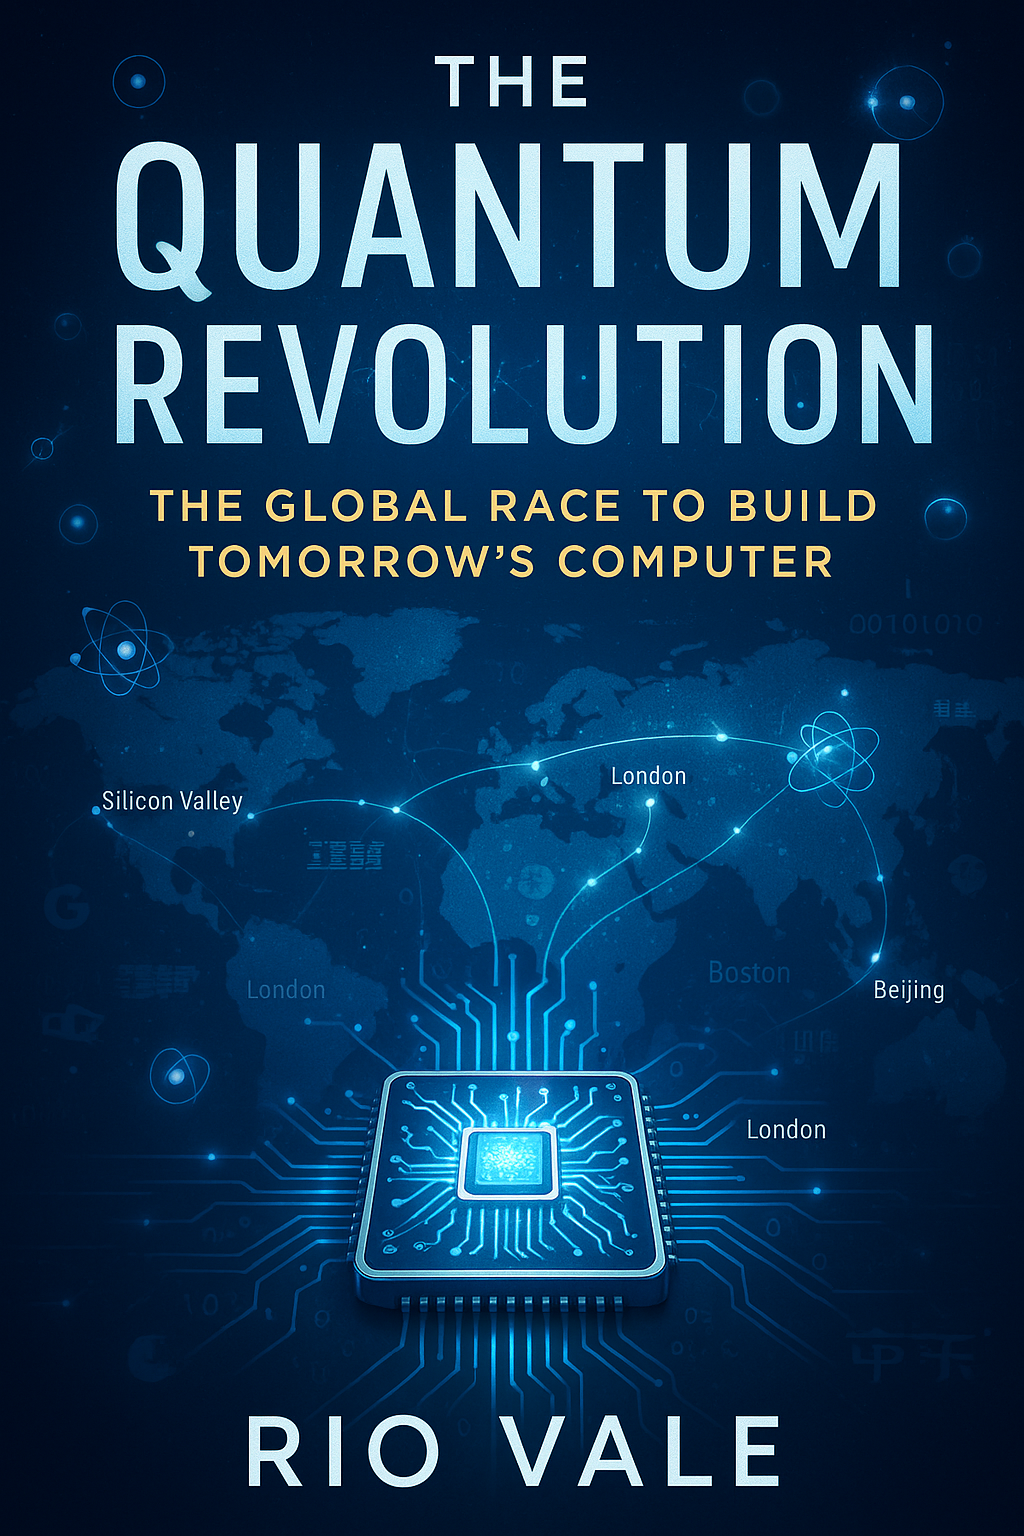 THE
QUANTUM
REVOLUTION
THE GLOBAL RACE TO BUILD
TOMORROW'S COMPUTER
00101010
London
Silicon Valley
IBM
G
Boston
London
Beijing
London
RIO VALE